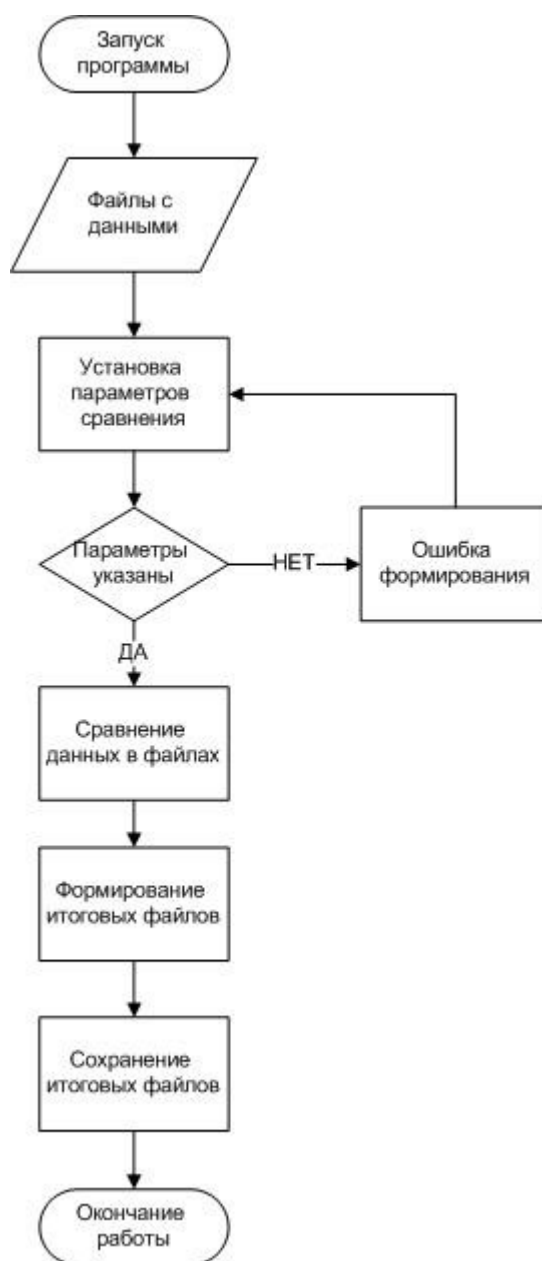 Запуск
программы
Файлы с
данными
Установка
параметров
сравнения
Параметры
указаны
НЕТ
Ошибка
формирования
ДА
Сравнение
данных в файлах
Формирование
итоговых файлов
Сохранение
итоговых файлов
Окончание
работы